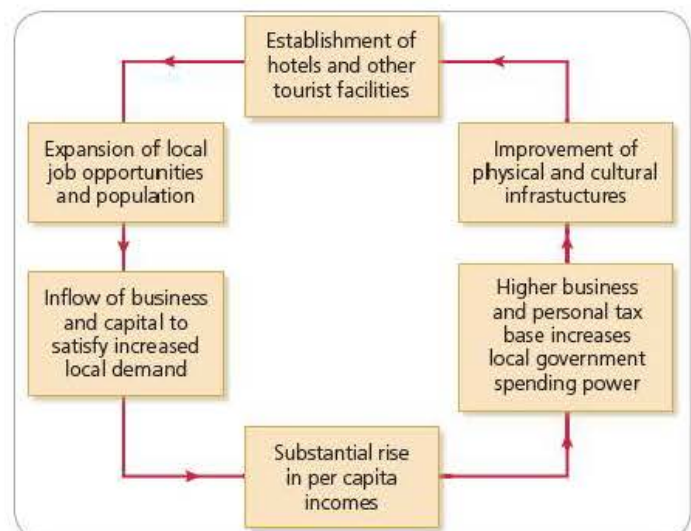 Establishment of
hotels and other
tourist facilities
Expansion of local
job opportunities
and population
Inflow of business
and capital to
satisfy increased
local demand
Substantial rise
in per capita
incomes
Higher business
and personal tax
base increases
local government
spending power
Improvement of
physical and cultural
infrastuctures